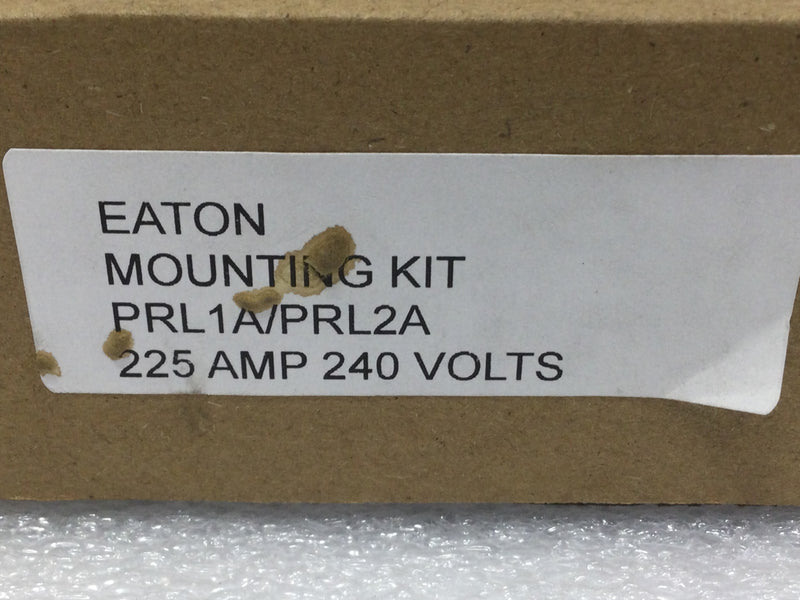 EATON
MOUNTING KIT
PRL1A/PRL2A
225 AMP 240 VOLTS